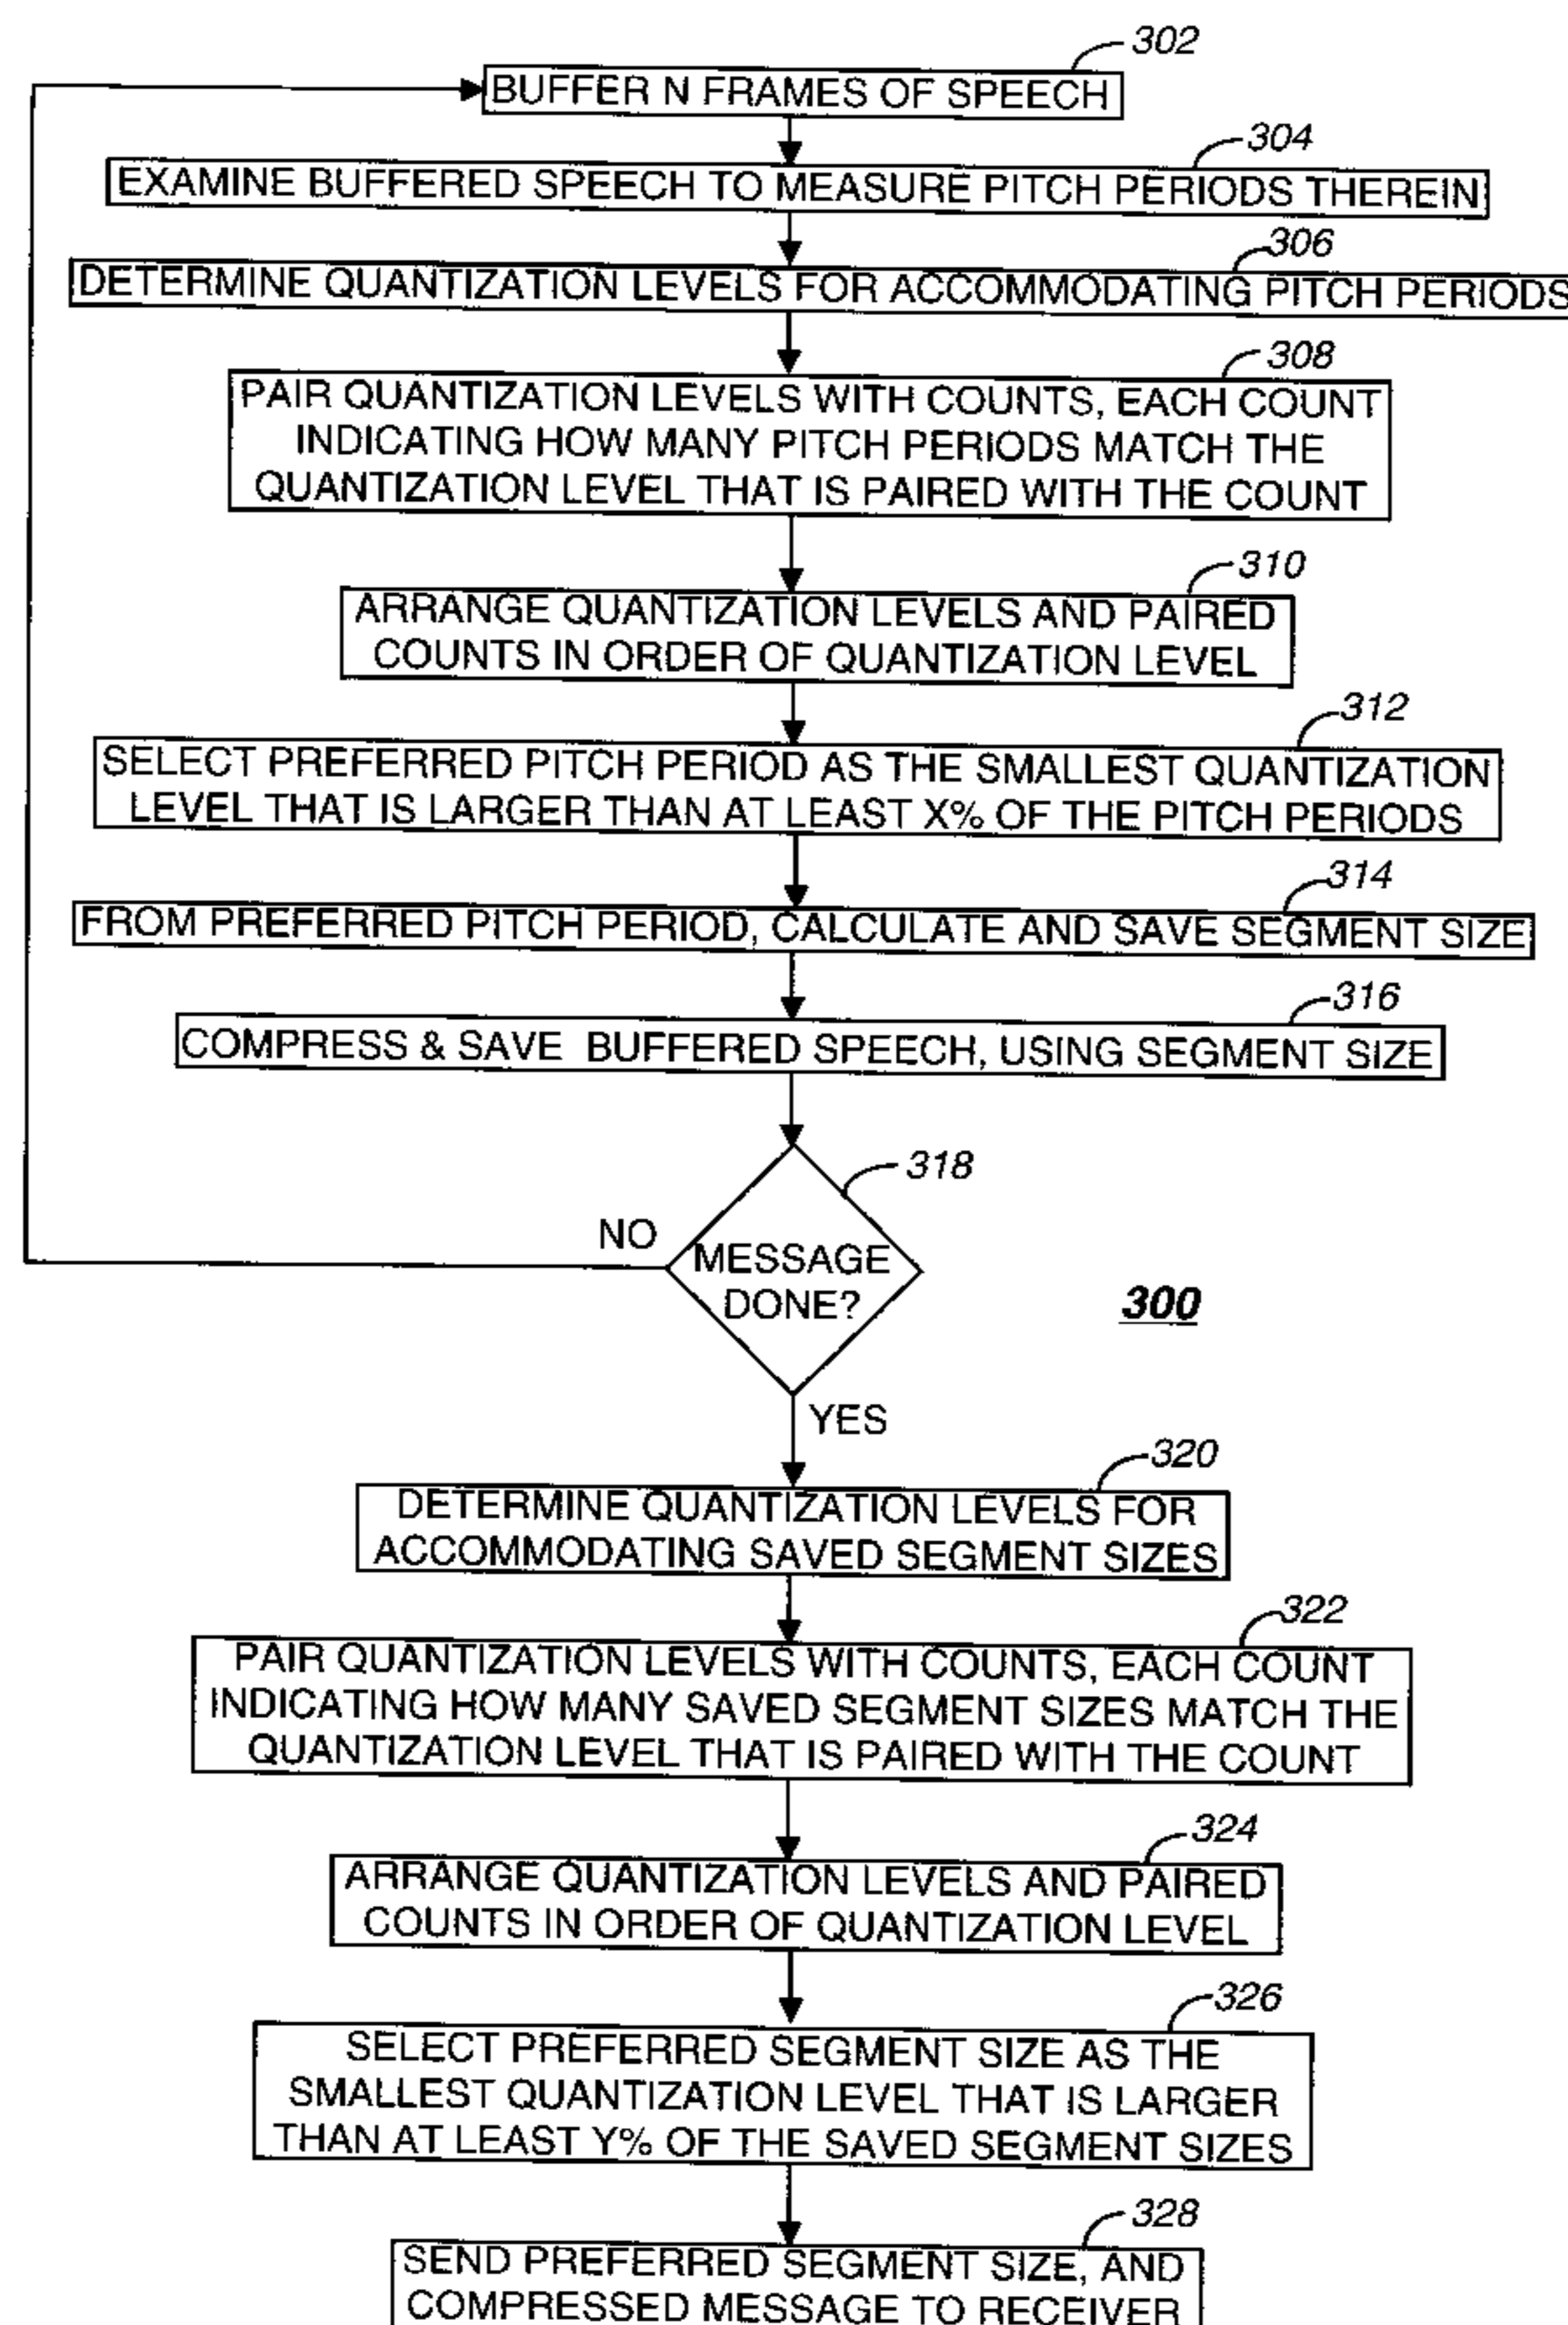 302
BUFFER N FRAMES OF SPEECH
304
EXAMINE BUFFERED SPEECH TO MEASURE PITCH PERIODS THEREIN
306
DETERMINE QUANTIZATION LEVELS FOR ACCOMMODATING PITCH PERIODS
308
PAIR QUANTIZATION LEVELS WITH COUNTS, EACH COUNT
INDICATING HOW MANY PITCH PERIODS MATCH THE
QUANTIZATION LEVEL THAT IS PAIRED WITH THE COUNT
310
ARRANGE QUANTIZATION LEVELS AND PAIRED
COUNTS IN ORDER OF QUANTIZATION LEVEL
312
SELECT PREFERRED PITCH PERIOD AS THE SMALLEST QUANTIZATION
LEVEL THAT IS LARGER THAN AT LEAST X% OF THE PITCH PERIODS
314
FROM PREFERRED PITCH PERIOD, CALCULATE AND SAVE SEGMENT SIZE
316
COMPRESS & SAVE BUFFERED SPEECH, USING SEGMENT SIZE
318
NO
MESSAGE
DONE?
300
YES
320
DETERMINE QUANTIZATION LEVELS FOR
ACCOMMODATING SAVED SEGMENT SIZES
322
PAIR QUANTIZATION LEVELS WITH COUNTS, EACH COUNT
INDICATING HOW MANY SAVED SEGMENT SIZES MATCH THE
QUANTIZATION LEVEL THAT IS PAIRED WITH THE COUNT
324
ARRANGE QUANTIZATION LEVELS AND PAIRED
COUNTS IN ORDER OF QUANTIZATION LEVEL
326
SELECT PREFERRED SEGMENT SIZE AS THE
SMALLEST QUANTIZATION LEVEL THAT IS LARGER
THAN AT LEAST Y% OF THE SAVED SEGMENT SIZES
328
SEND PREFERRED SEGMENT SIZE, AND
COMPRESSED MESSAGE TO RECEIVER